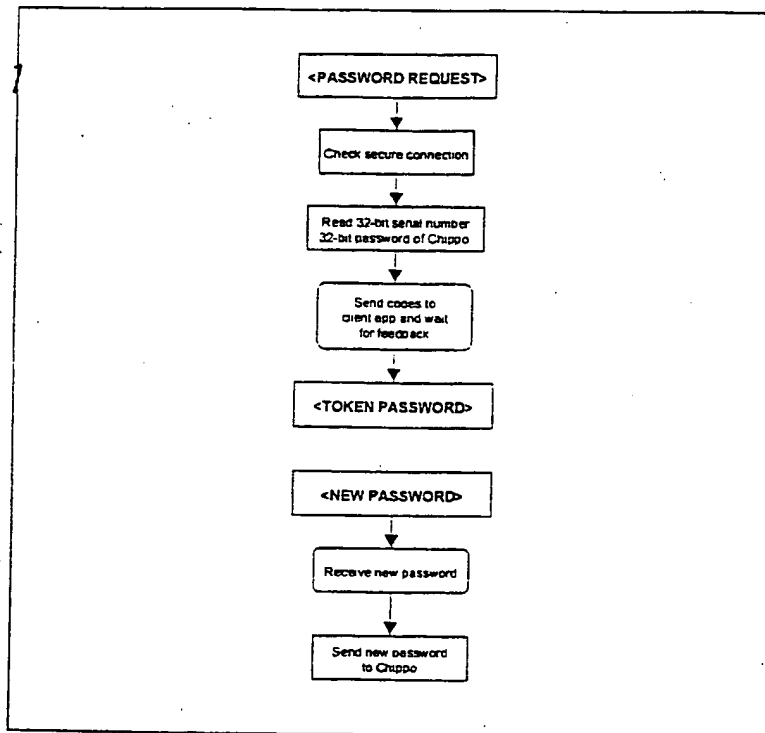 <PASSWORD REQUEST>
Check secure connection
Read 32-bit serial number
32-bit password of Chippo
Send codes to
client app and wait
for feedback
<TOKEN PASSWORD>
<NEW PASSWORD>
Receive new password
Send new password
to Chippo